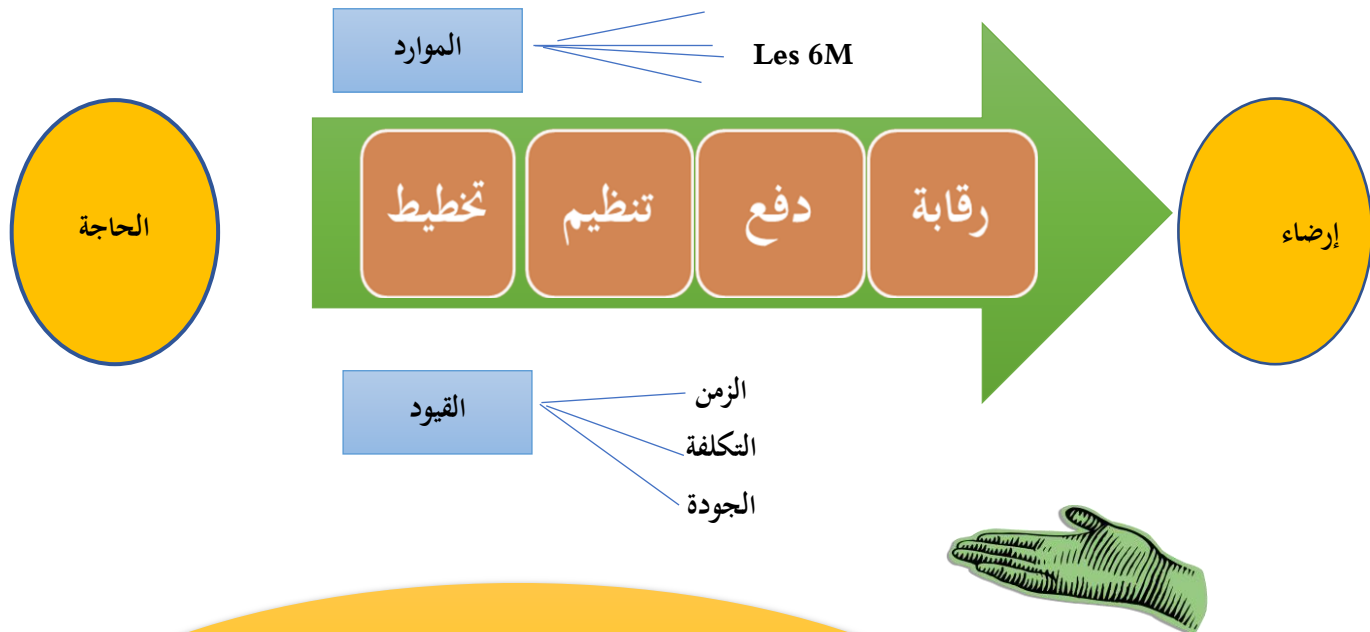 الموارد
Les 6M
الحاجة
تخطيط
تنظيم
دفع
رقابة
إرضاء
القيود
الزمن
التكلفة
الجودة